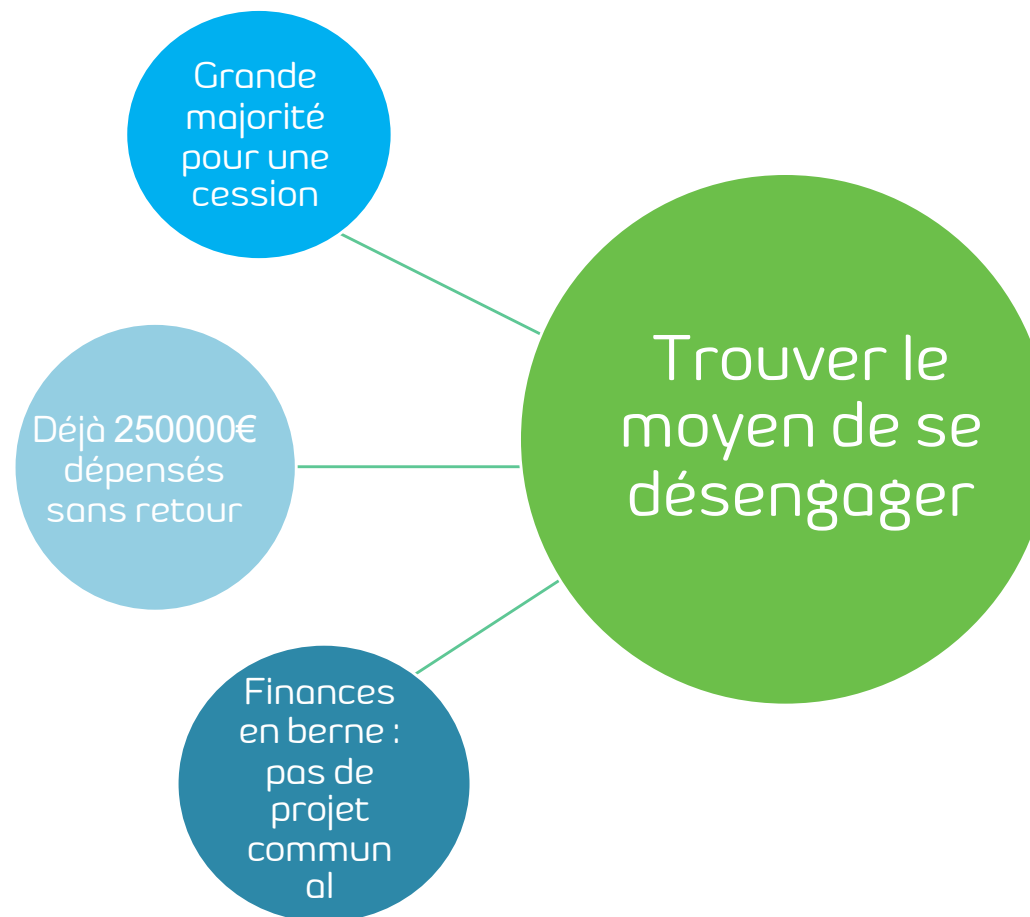 Grande
majorité
pour une
cession
Déjà 250000€
dépensés
sans retour
Finances
en berne :
pas de
projet
commun
al
Trouver le
moyen de se
désengager